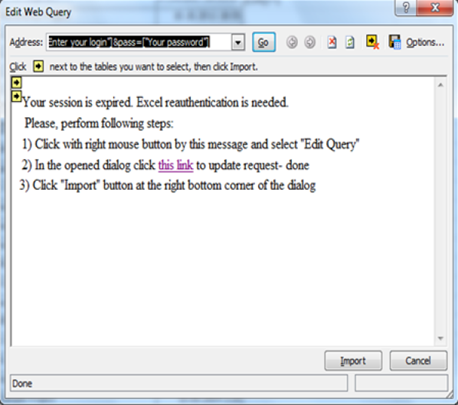 Edit Web Query
Address: Enter your login"]&pass=["Your password"] Go Options...
Click next to the tables you want to select, then click Import.
Your session is expired. Excel reauthentication is needed.
Please, perform following steps:
1) Click with right mouse button by this message and select "Edit Query"
2) In the opened dialog click this link to update request- done
3) Click "Import" button at the right bottom corner of the dialog
Import Cancel
Done